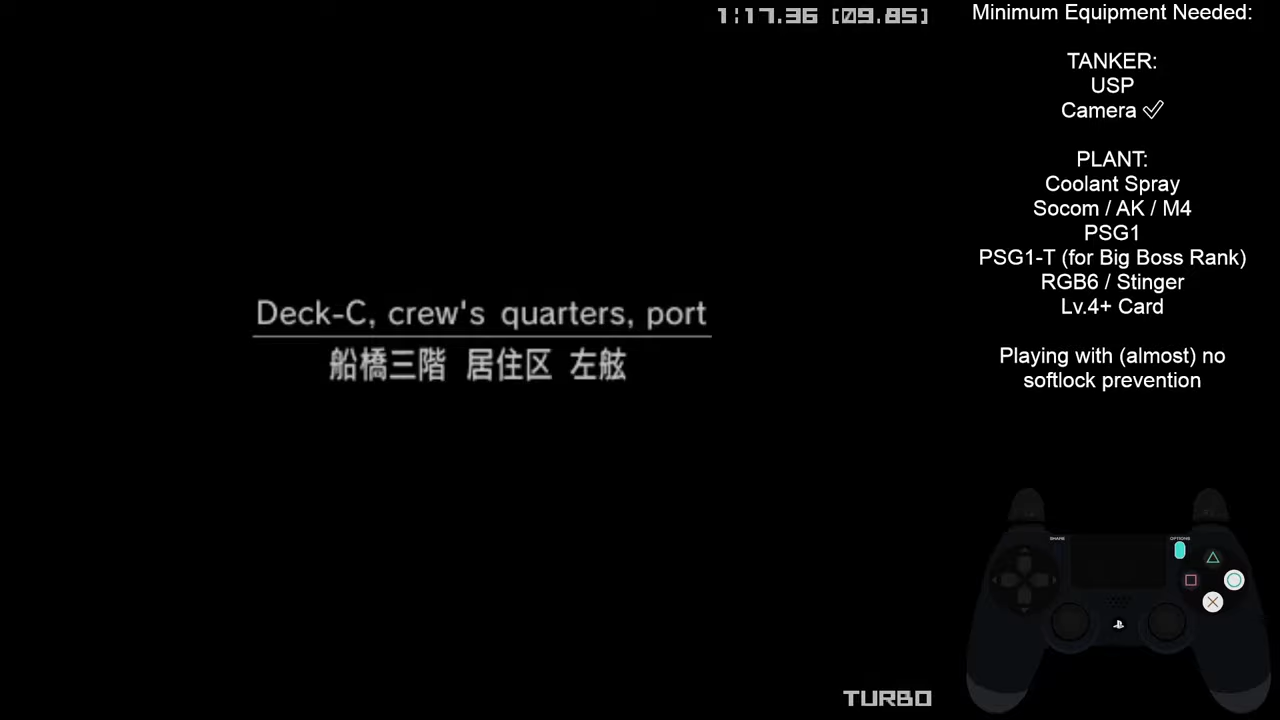 1:17.36 [09.85]
Minimum Equipment Needed:
TANKER:
USP
Camera ✓
PLANT:
Coolant Spray
Socom / AK / M4
PSG1
PSG1-T (for Big Boss Rank)
RGB6 / Stinger
Lv.4+ Card
Playing with (almost) no
softlock prevention
Deck-C, crew's quarters, port
船橋三階 居住区 左舷
SHARE
OPTIONS
TURBO